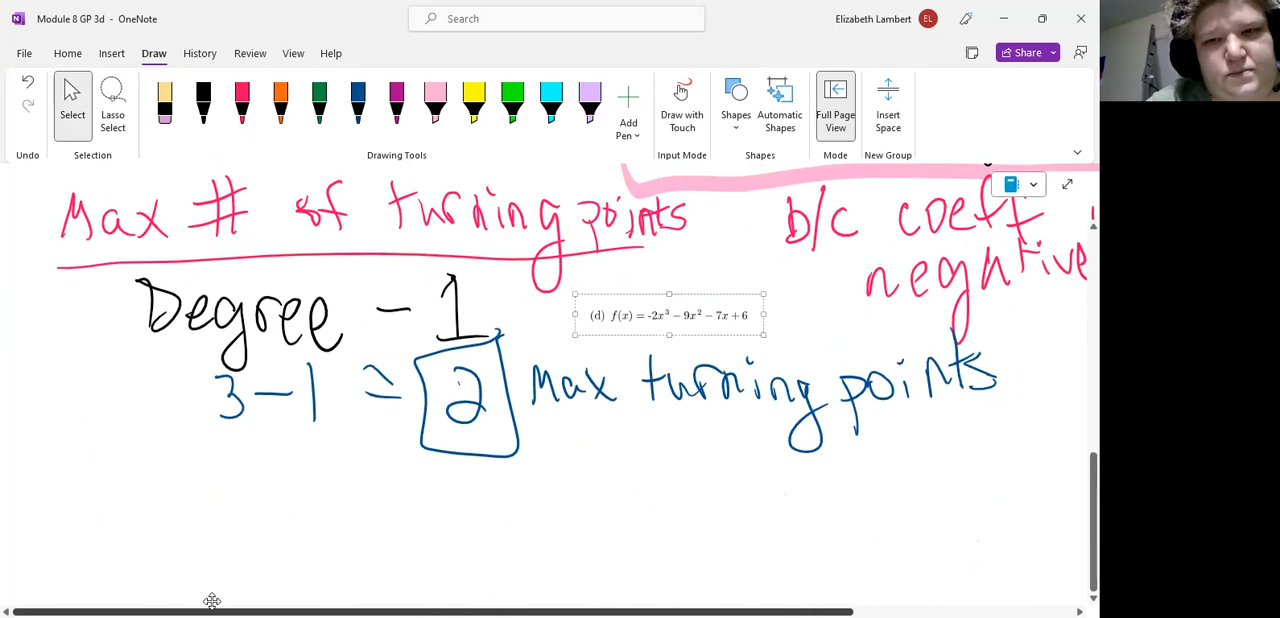 Module 8 GP 3d - OneNote
Search
Elizabeth Lambert EL
File Home Insert Draw History Review View Help
Share
Undo
Select
Lasso Select
Add Pen
Draw with Touch
Shapes
Automatic Shapes
Full Page View
Insert Space
Selection
Drawing Tools
Input Mode
Shapes
Mode
New Group
Max # of turning points
b/c coeff
negative
Degree - 1
(d) f(x) = -2x³ − 9x² − 7x + 6
3 - 1 = 2 Max turning points